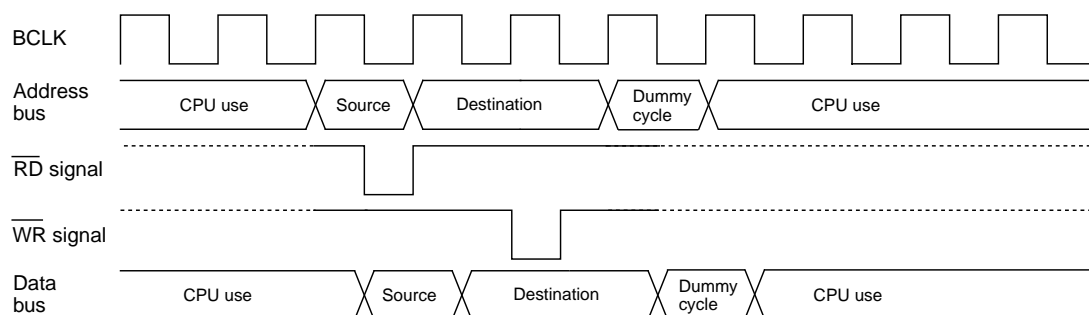 BCLK
Address
bus
CPU use
Source
Destination
Dummy
cycle
CPU use
RD signal
WR signal
Data
bus
CPU use
Source
Destination
Dummy
cycle
CPU use